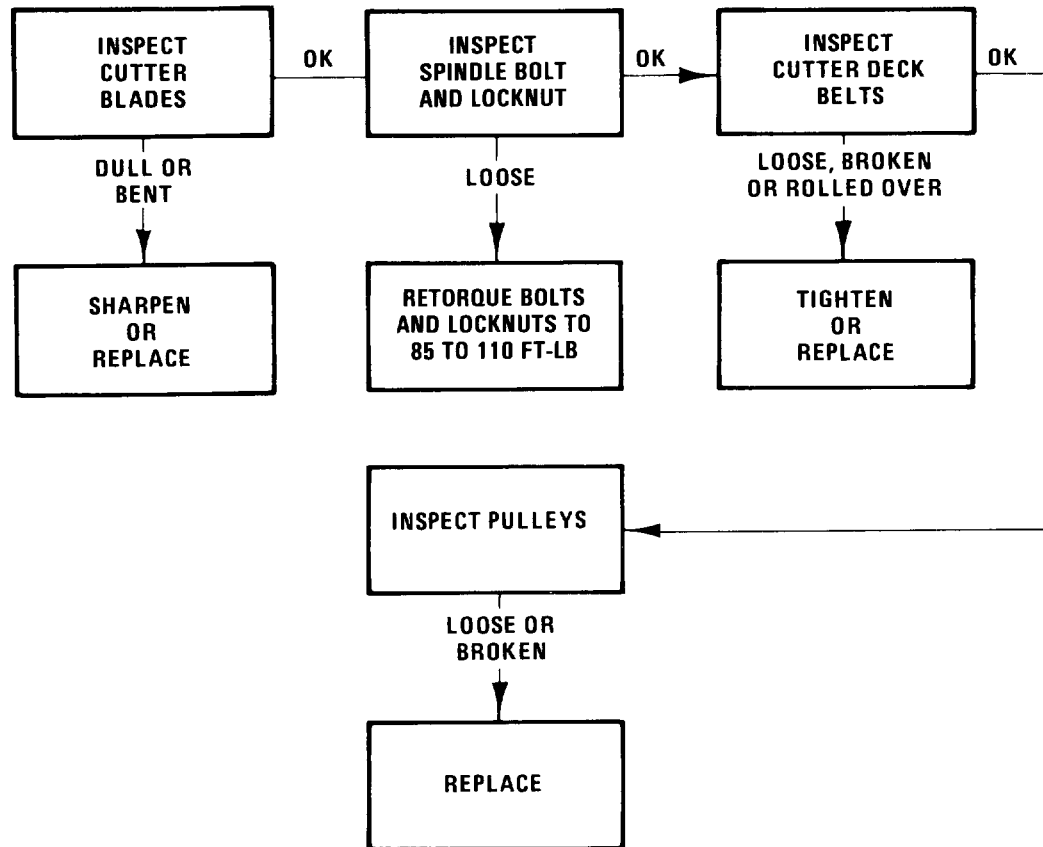 INSPECT
CUTTER
BLADES
OK
INSPECT
SPINDLE BOLT
AND LOCKNUT
OK
INSPECT
CUTTER DECK
BELTS
OK
DULL OR
BENT
LOOSE
LOOSE, BROKEN
OR ROLLED OVER
SHARPEN
OR
REPLACE
RETORQUE BOLTS
AND LOCKNUTS TO
85 TO 110 FT-LB
TIGHTEN
OR
REPLACE
INSPECT PULLEYS
LOOSE OR
BROKEN
REPLACE